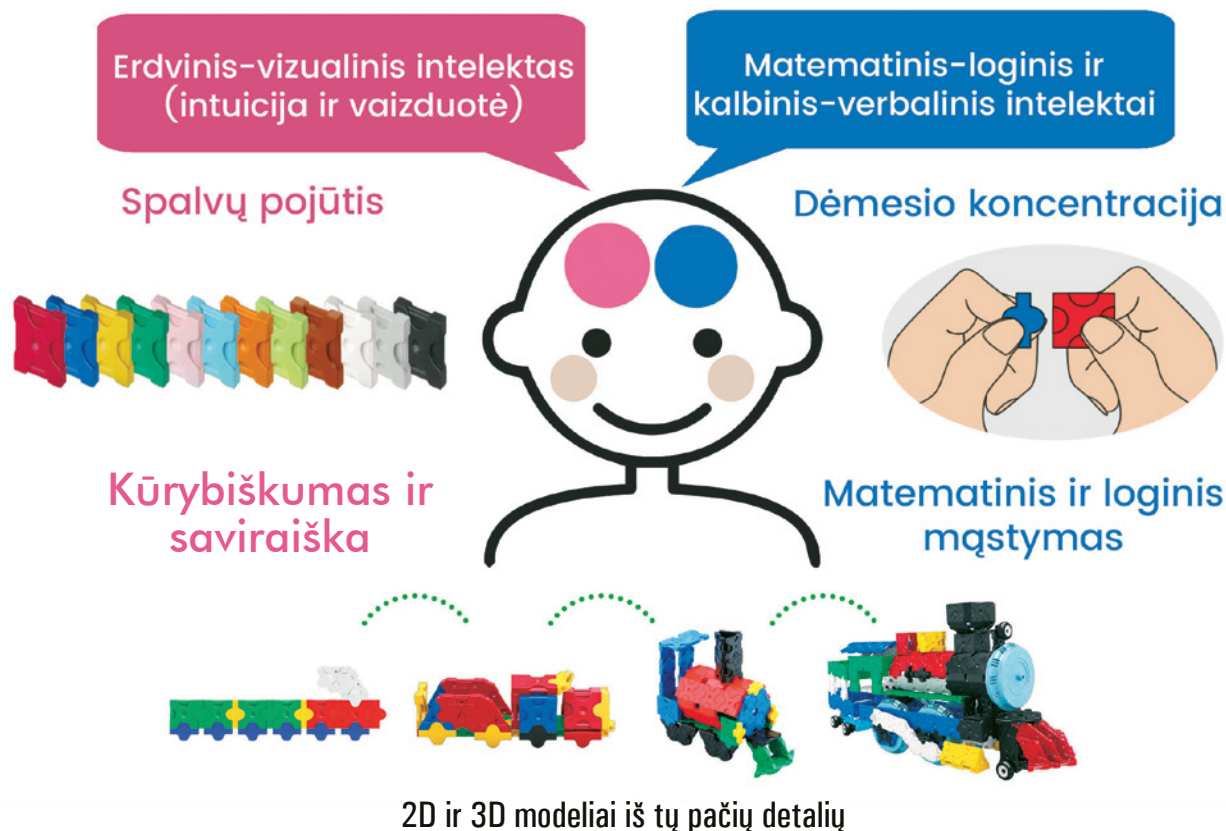 Erdvinis-vizualinis intelektas
(intuicija ir vaizduotė)
Matematinis-loginis ir
kalbinis-verbalinis intelektai
Spalvų pojūtis
Dėmesio koncentracija
Kūrybiškumas ir
saviraiška
Matematinis ir loginis
mąstymas
2D ir 3D modeliai iš tų pačių detalių